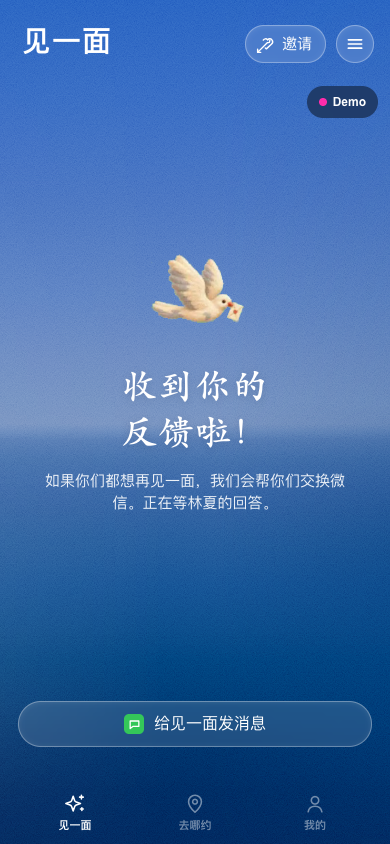 见一面
邀请
Demo
收到你的
反馈啦！
如果你们都想再见一面，我们会帮你们交换微
信。正在等林夏的回答。
给见一面发消息
见一面
去哪约
我的